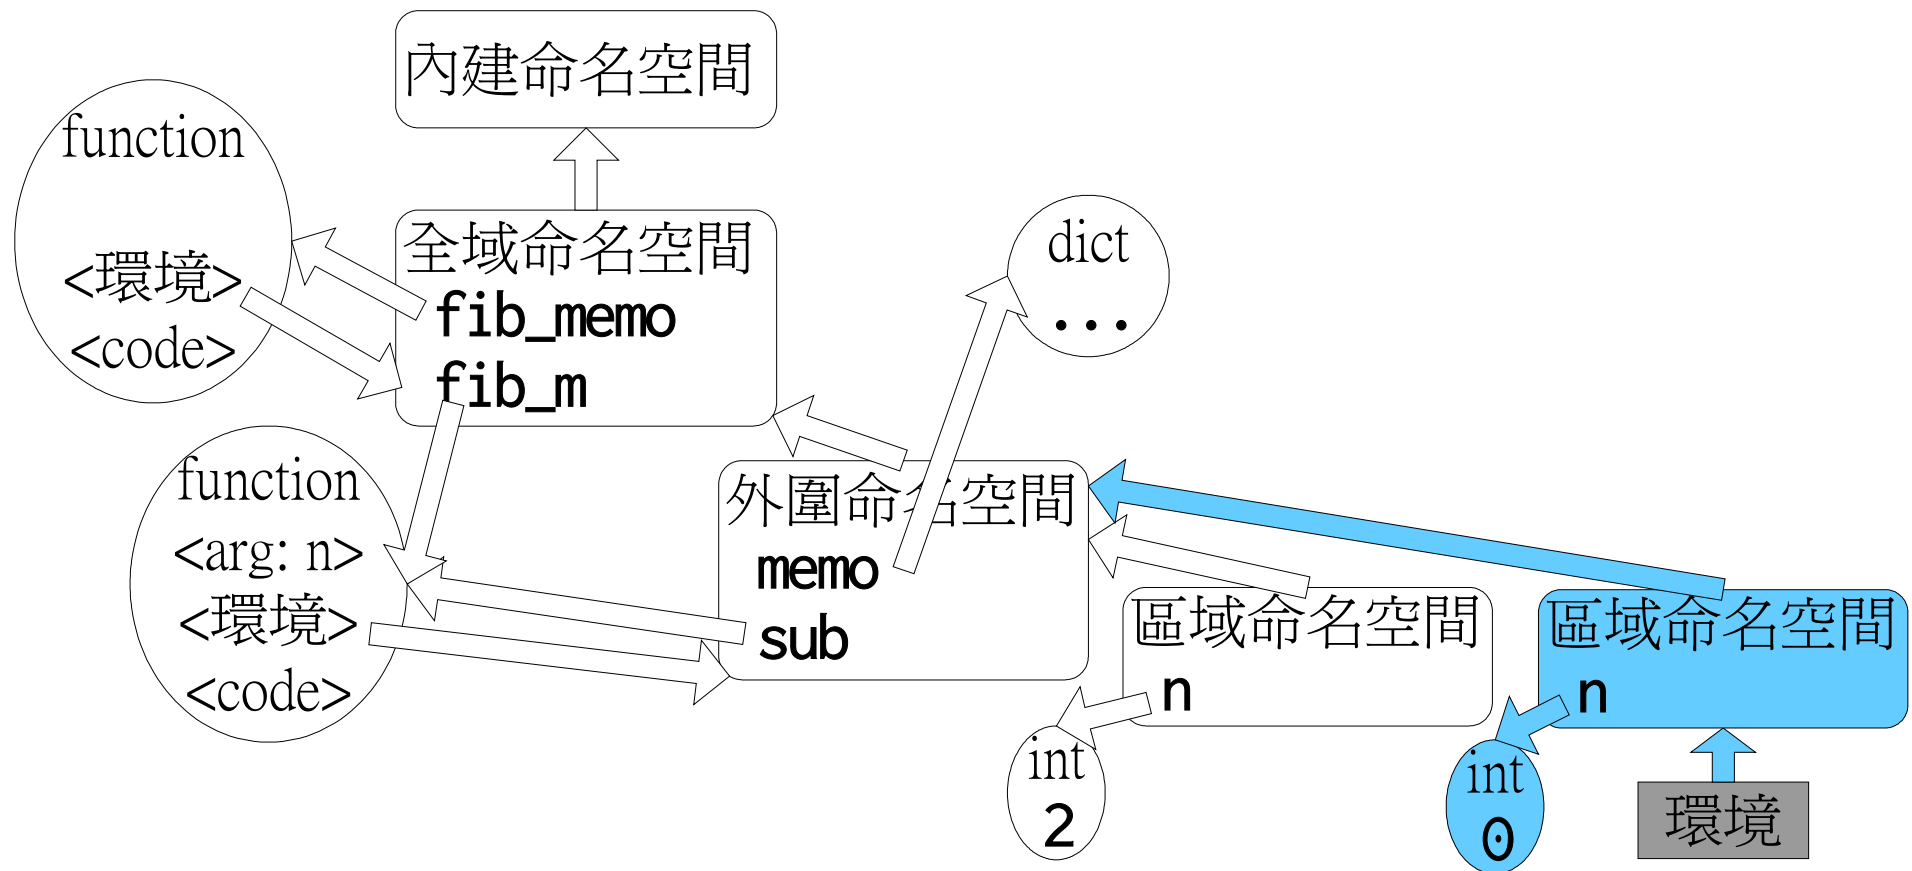 內建命名空間
function
<環境>
<code>
全域命名空間
fib_memo
fib_m
dict
...
function
<arg: n>
<環境>
<code>
外圍命名空間
memo
sub
區域命名空間
n
int
2
區域命名空間
n
int
0
環境